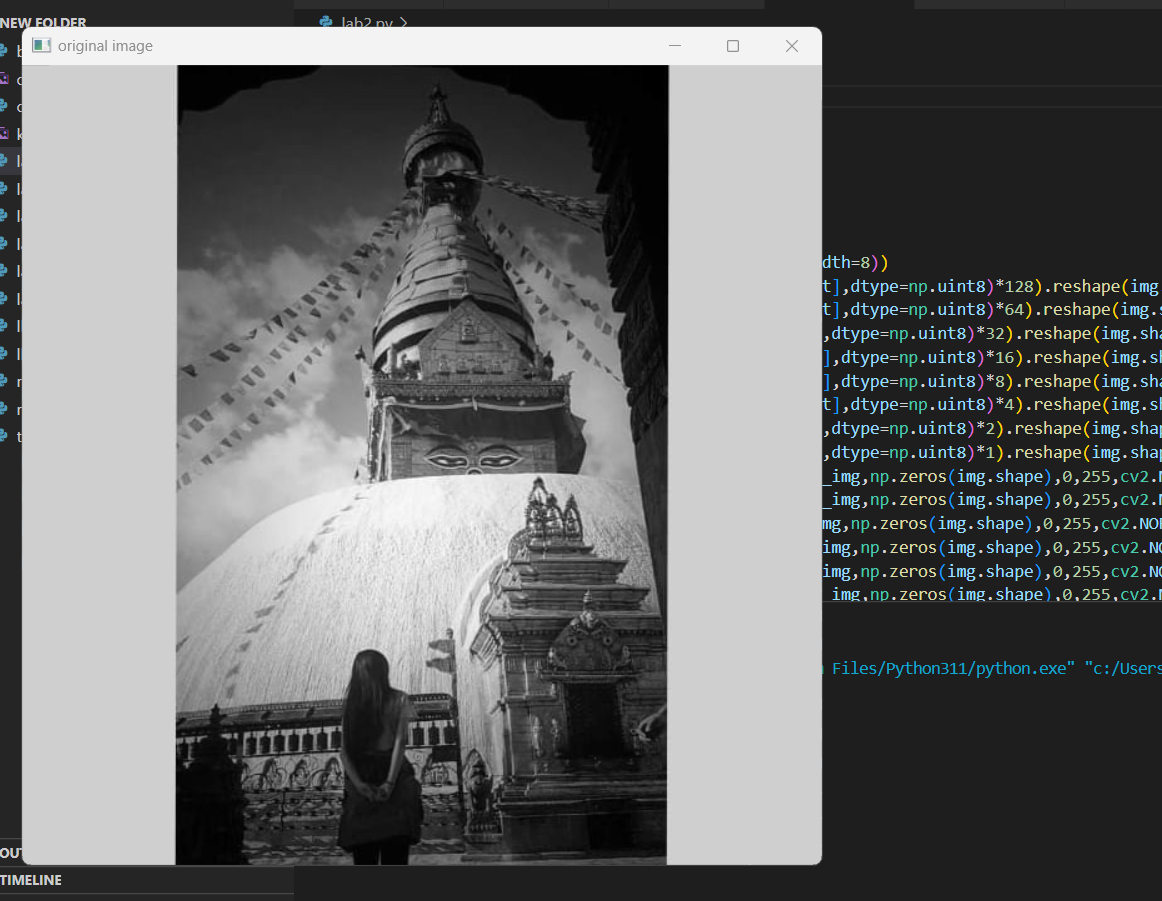 NEW FOLDER
lab2.py >
original image
dth=8))
t],dtype=np.uint8)*128).reshape(img
t],dtype=np.uint8)*64).reshape(img.s
,dtype=np.uint8)*32).reshape(img.sha
],dtype=np.uint8)*16).reshape(img.sh
],dtype=np.uint8)*8).reshape(img.sha
t],dtype=np.uint8)*4).reshape(img.sh
,dtype=np.uint8)*2).reshape(img.shap
,dtype=np.uint8)*1).reshape(img.shap
_img,np.zeros(img.shape),0,255,cv2.N
_img,np.zeros(img.shape),0,255,cv2.N
mg,np.zeros(img.shape),0,255,cv2.NOR
img,np.zeros(img.shape),0,255,cv2.NO
img,np.zeros(img.shape),0,255,cv2.NO
_img,np.zeros(img.shape),0,255,cv2.N
Files/Python311/python.exe" "c:/Users
OUT
TIMELINE